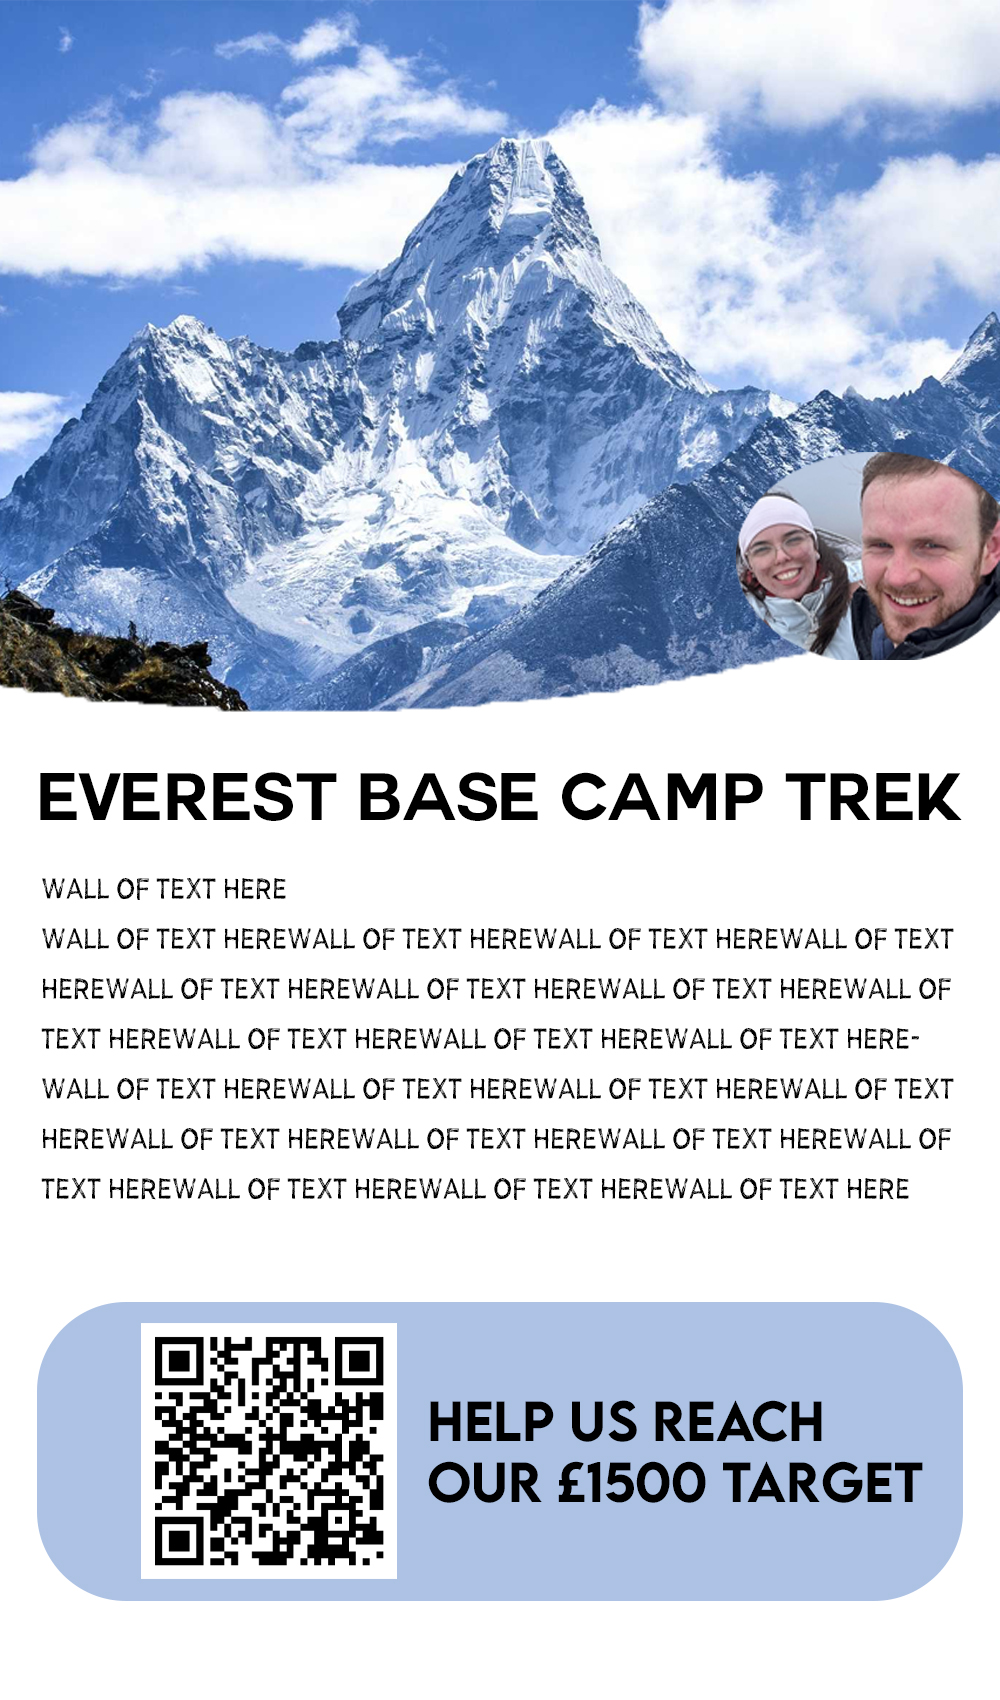 EVEREST BASE CAMP TREK
WALL OF TEXT HERE
WALL OF TEXT HEREWALL OF TEXT HEREWALL OF TEXT HEREWALL OF TEXT
HEREWALL OF TEXT HEREWALL OF TEXT HEREWALL OF TEXT HEREWALL OF
TEXT HEREWALL OF TEXT HEREWALL OF TEXT HEREWALL OF TEXT HERE-
WALL OF TEXT HEREWALL OF TEXT HEREWALL OF TEXT HEREWALL OF TEXT
HEREWALL OF TEXT HEREWALL OF TEXT HEREWALL OF TEXT HEREWALL OF
TEXT HEREWALL OF TEXT HEREWALL OF TEXT HEREWALL OF TEXT HERE
HELP US REACH
OUR £1500 TARGET